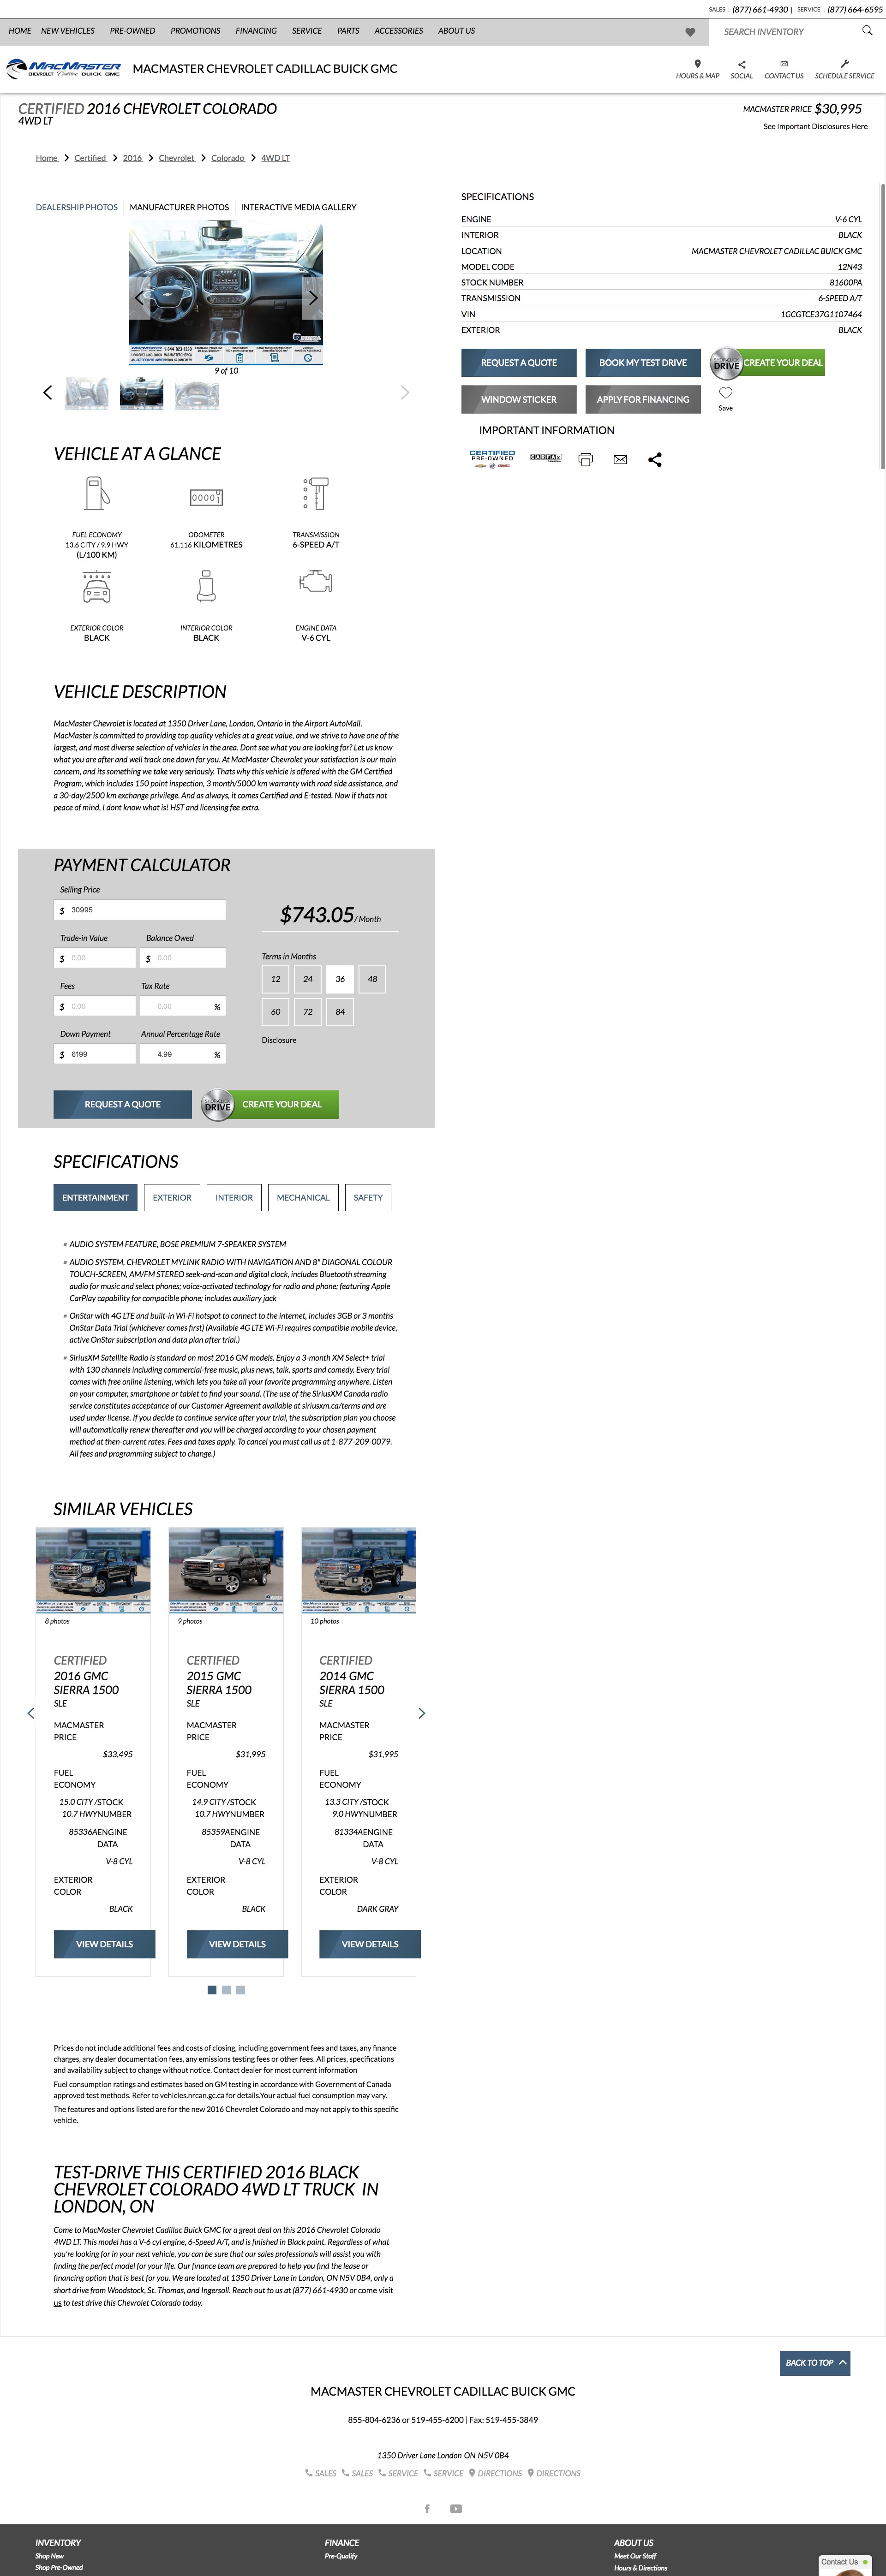 SALES : (877) 661-4930 | SERVICE : (877) 664-6595
HOME NEW VEHICLES PRE-OWNED PROMOTIONS FINANCING SERVICE PARTS ACCESSORIES ABOUT US SEARCH INVENTORY
MACMASTER
CHEVROLET Cadillac BUICK GMC
MACMASTER CHEVROLET CADILLAC BUICK GMC
HOURS & MAP SOCIAL CONTACT US SCHEDULE SERVICE
CERTIFIED 2016 CHEVROLET COLORADO
4WD LT
MACMASTER PRICE $30,995
See Important Disclosures Here
Home Certified 2016 Chevrolet Colorado 4WD LT
DEALERSHIP PHOTOS MANUFACTURER PHOTOS INTERACTIVE MEDIA GALLERY
9 of 10
SPECIFICATIONS
ENGINE V-6 CYL
INTERIOR BLACK
LOCATION MACMASTER CHEVROLET CADILLAC BUICK GMC
MODEL CODE 12N43
STOCK NUMBER 81600PA
TRANSMISSION 6-SPEED A/T
VIN 1GCGTCE37G1107464
EXTERIOR BLACK
REQUEST A QUOTE BOOK MY TEST DRIVE DRIVE CREATE YOUR DEAL
WINDOW STICKER APPLY FOR FINANCING Save
IMPORTANT INFORMATION
CERTIFIED
PRE-OWNED
CARFAX
VEHICLE AT A GLANCE
FUEL ECONOMY
13.6 CITY / 9.9 HWY
(L/100 KM)
ODOMETER
61,116 KILOMETRES
TRANSMISSION
6-SPEED A/T
EXTERIOR COLOR
BLACK
INTERIOR COLOR
BLACK
ENGINE DATA
V-6 CYL
VEHICLE DESCRIPTION
MacMaster Chevrolet is located at 1350 Driver Lane, London, Ontario in the Airport AutoMall.
MacMaster is committed to providing top quality vehicles at a great value, and we strive to have one of the
largest, and most diverse selection of vehicles in the area. Dont see what you are looking for? Let us know
what you are after and well track one down for you. At MacMaster Chevrolet your satisfaction is our main
concern, and its something we take very seriously. Thats why this vehicle is offered with the GM Certified
Program, which includes 150 point inspection, 3 month/5000 km warranty with road side assistance, and
a 30-day/2500 km exchange privilege. And as always, it comes Certified and E-tested. Now if thats not
peace of mind, I dont know what is! HST and licensing fee extra.
PAYMENT CALCULATOR
Selling Price
$ 30995
Trade-in Value Balance Owed
$ 0.00 $ 0.00
Fees Tax Rate
$ 0.00 0.00 %
Down Payment Annual Percentage Rate
$ 6199 4.99 %
$743.05 / Month
Terms in Months
12 24 36 48
60 72 84
Disclosure
REQUEST A QUOTE DRIVE CREATE YOUR DEAL
SPECIFICATIONS
ENTERTAINMENT EXTERIOR INTERIOR MECHANICAL SAFETY
AUDIO SYSTEM FEATURE, BOSE PREMIUM 7-SPEAKER SYSTEM
AUDIO SYSTEM, CHEVROLET MYLINK RADIO WITH NAVIGATION AND 8" DIAGONAL COLOUR
TOUCH-SCREEN, AM/FM STEREO seek-and-scan and digital clock, includes Bluetooth streaming
audio for music and select phones; voice-activated technology for radio and phone; featuring Apple
CarPlay capability for compatible phone; includes auxiliary jack
OnStar with 4G LTE and built-in Wi-Fi hotspot to connect to the internet, includes 3GB or 3 months
OnStar Data Trial (whichever comes first) (Available 4G LTE Wi-Fi requires compatible mobile device,
active OnStar subscription and data plan after trial.)
SiriusXM Satellite Radio is standard on most 2016 GM models. Enjoy a 3-month XM Select+ trial
with 130 channels including commercial-free music, plus news, talk, sports and comedy. Every trial
comes with free online listening, which lets you take all your favorite programming anywhere. Listen
on your computer, smartphone or tablet to find your sound. (The use of the SiriusXM Canada radio
service constitutes acceptance of our Customer Agreement available at siriusxm.ca/terms and are
used under license. If you decide to continue service after your trial, the subscription plan you choose
will automatically renew thereafter and you will be charged according to your chosen payment
method at then-current rates. Fees and taxes apply. To cancel you must call us at 1-877-209-0079.
All fees and programming subject to change.)
SIMILAR VEHICLES
8 photos
CERTIFIED
2016 GMC
SIERRA 1500
SLE
MACMASTER
PRICE
$33,495
FUEL
ECONOMY
15.0 CITY /STOCK
10.7 HWYNUMBER
85336AENGINE
DATA
V-8 CYL
EXTERIOR
COLOR
BLACK
VIEW DETAILS
9 photos
CERTIFIED
2015 GMC
SIERRA 1500
SLE
MACMASTER
PRICE
$31,995
FUEL
ECONOMY
14.9 CITY /STOCK
10.7 HWYNUMBER
85359AENGINE
DATA
V-8 CYL
EXTERIOR
COLOR
BLACK
VIEW DETAILS
10 photos
CERTIFIED
2014 GMC
SIERRA 1500
SLE
MACMASTER
PRICE
$31,995
FUEL
ECONOMY
13.3 CITY /STOCK
9.0 HWYNUMBER
81334AENGINE
DATA
V-8 CYL
EXTERIOR
COLOR
DARK GRAY
VIEW DETAILS
Prices do not include additional fees and costs of closing, including government fees and taxes, any finance
charges, any dealer documentation fees, any emissions testing fees or other fees. All prices, specifications
and availability subject to change without notice. Contact dealer for most current information
Fuel consumption ratings and estimates based on GM testing in accordance with Government of Canada
approved test methods. Refer to vehicles.nrcan.gc.ca for details.Your actual fuel consumption may vary.
The features and options listed are for the new 2016 Chevrolet Colorado and may not apply to this specific
vehicle.
TEST-DRIVE THIS CERTIFIED 2016 BLACK
CHEVROLET COLORADO 4WD LT TRUCK IN
LONDON, ON
Come to MacMaster Chevrolet Cadillac Buick GMC for a great deal on this 2016 Chevrolet Colorado
4WD LT. This model has a V-6 cyl engine, 6-Speed A/T, and is finished in Black paint. Regardless of what
you're looking for in your next vehicle, you can be sure that our sales professionals will assist you with
finding the perfect model for your life. Our finance team are prepared to help you find the lease or
financing option that is best for you. We are located at 1350 Driver Lane in London, ON N5V 0B4, only a
short drive from Woodstock, St. Thomas, and Ingersoll. Reach out to us at (877) 661-4930 or come visit
us to test drive this Chevrolet Colorado today.
BACK TO TOP
MACMASTER CHEVROLET CADILLAC BUICK GMC
855-804-6236 or 519-455-6200 | Fax: 519-455-3849
1350 Driver Lane London ON N5V 0B4
SALES SALES SERVICE SERVICE DIRECTIONS DIRECTIONS
INVENTORY FINANCE ABOUT US
Shop New Pre-Qualify Meet Our Staff
Shop Pre-Owned Hours & Directions
Contact Us